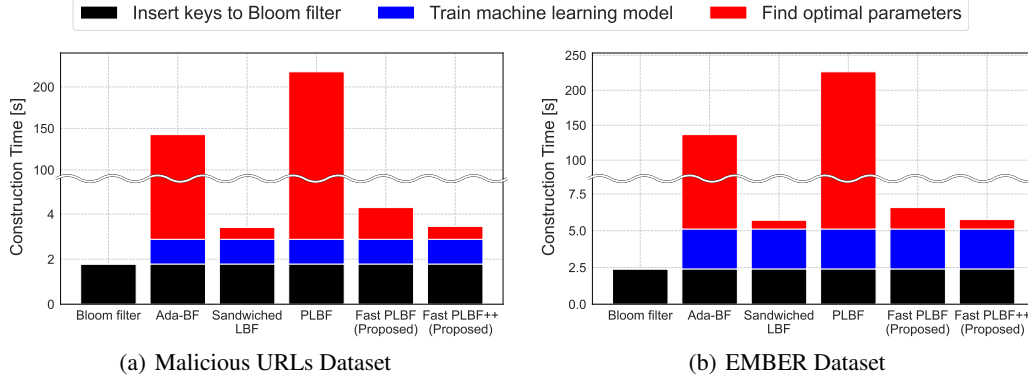 Insert keys to Bloom filter
Train machine learning model
Find optimal parameters
Construction Time [s]
200
150
100
4
2
0
Bloom filter
Ada-BF
Sandwiched
LBF
PLBF
Fast PLBF
(Proposed)
Fast PLBF++
(Proposed)
(a) Malicious URLs Dataset
Construction Time [s]
250
200
150
100
7.5
5.0
2.5
0.0
Bloom filter
Ada-BF
Sandwiched
LBF
PLBF
Fast PLBF
(Proposed)
Fast PLBF++
(Proposed)
(b) EMBER Dataset